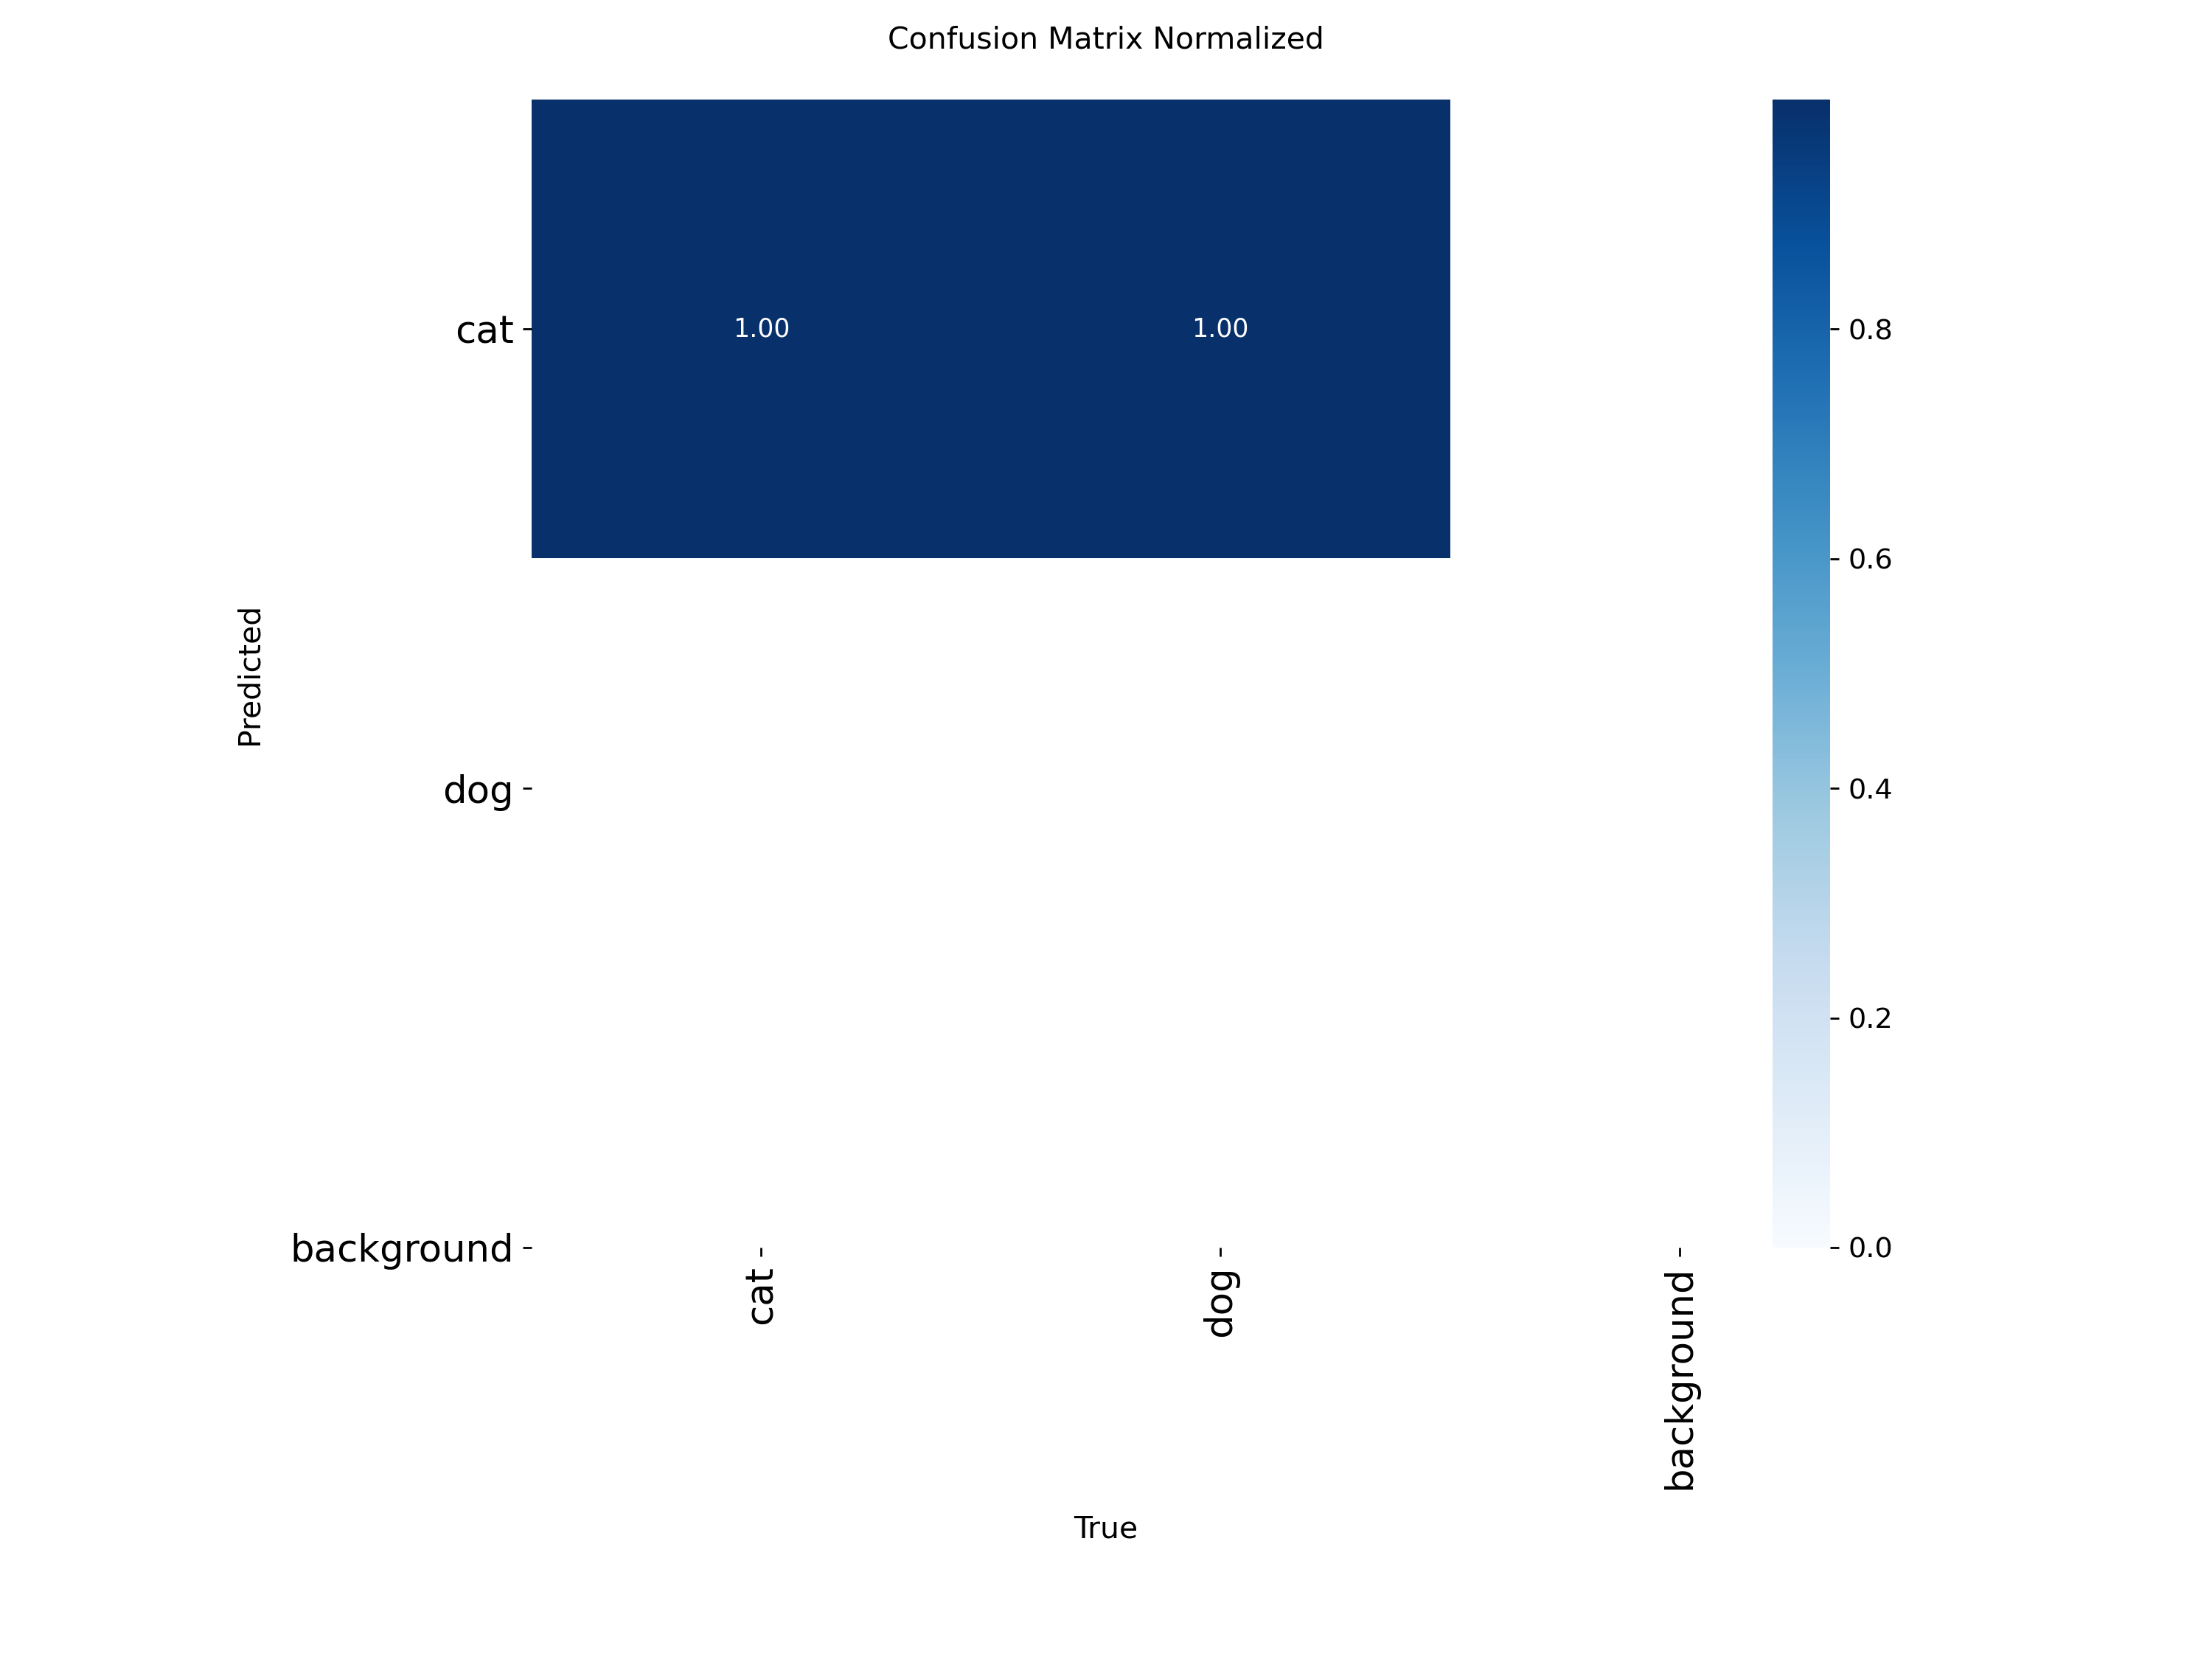 Confusion Matrix Normalized
cat
1.00
1.00
0.8
0.6
Predicted
dog
0.4
0.2
background
0.0
cat
dog
background
True